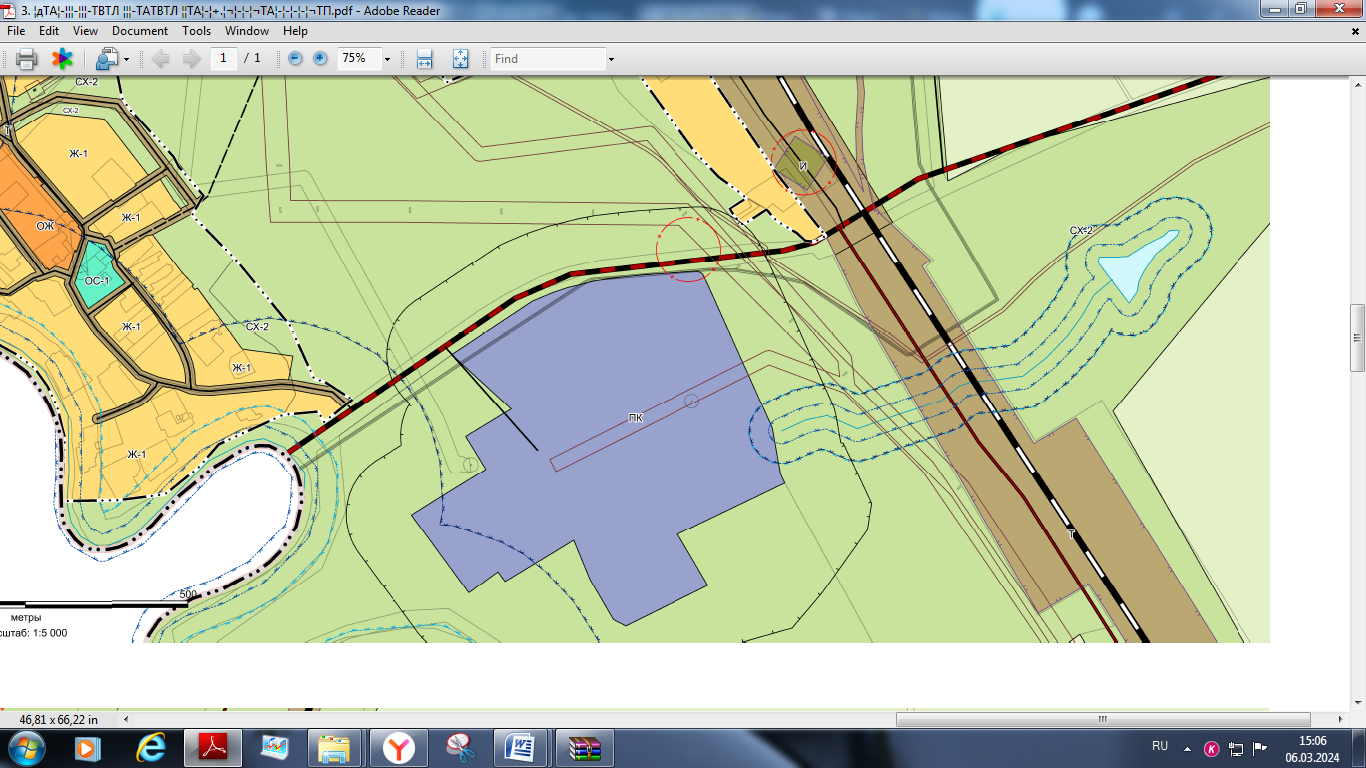 3. ¦дТА¦-¦¦¦-¦¦¦-ТВТЛ ¦¦¦-ТАТВТЛ ¦¦ТА¦-¦+.¦¬¦-¦-¦¬ТА¦-¦-¦-¦-¦¬ТП.pdf - Adobe Reader
File Edit View Document Tools Window Help
1 / 1 75% Find
СХ-2
СХ-2
Т
Ж-1
И
Ж-1
ОЖ
СХ-2
ОС-1
Ж-1
СХ-2
Ж-1
ПК
Ж-1
Т
500
метры
сштаб: 1:5 000
46,81 x 66,22 in
RU
15:06
06.03.2024